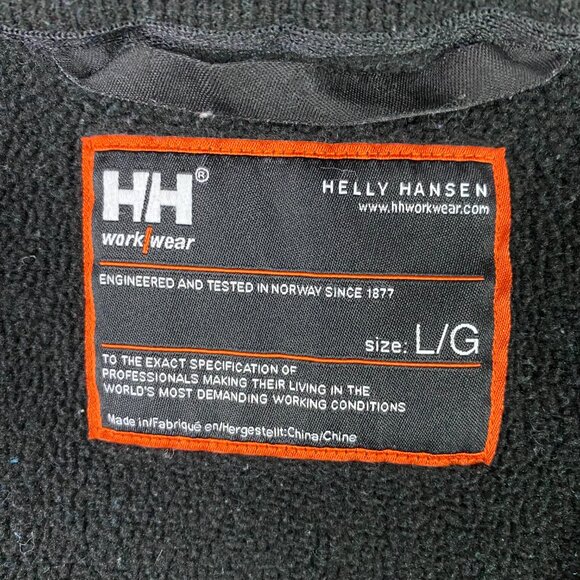 HH®
HELLY HANSEN
www.hhworkwear.com
work/wear
ENGINEERED AND TESTED IN NORWAY SINCE 1877
size: L/G
TO THE EXACT SPECIFICATION OF
PROFESSIONALS MAKING THEIR LIVING IN THE
WORLD'S MOST DEMANDING WORKING CONDITIONS
Made in/Fabriqué en/Hergestellt:China/Chine